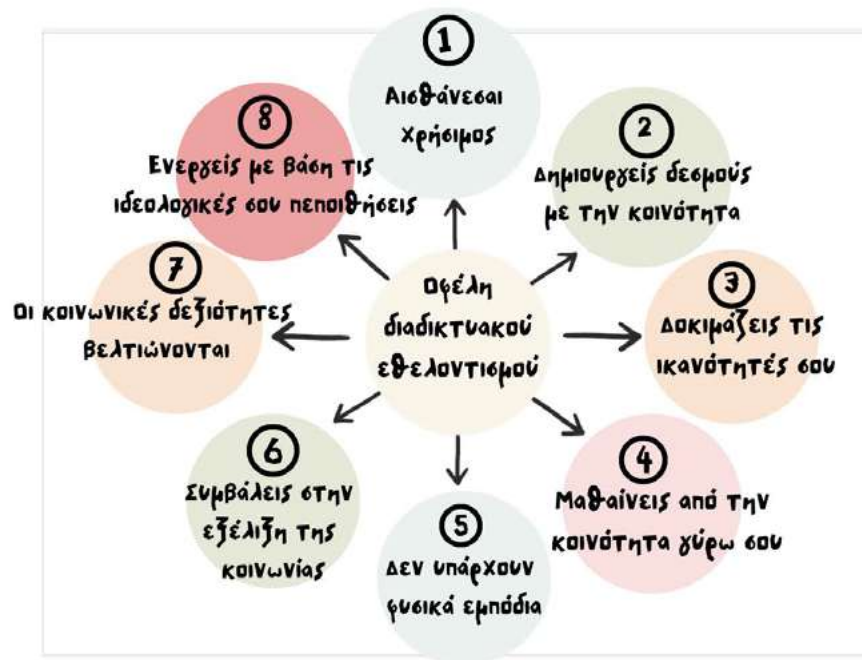 Οφέλη
διαδικτυακού
εθελοντισμού
1
Αισθάνεσαι
χρήσιμος
2
Δημιουργείς δεσμούς
με την κοινότητα
3
Δοκιμάζεις τις
ικανότητές σου
4
Μαθαίνεις από την
κοινότητα γύρω σου
5
Δεν υπάρχουν
φυσικά εμπόδια
6
Συμβάλεις στην
εξέλιξη της
κοινωνίας
7
Οι κοινωνικές δεξιότητες
βελτιώνονται
8
Ενεργείς με βάση τις
ιδεολογικές σου πεποιθήσεις